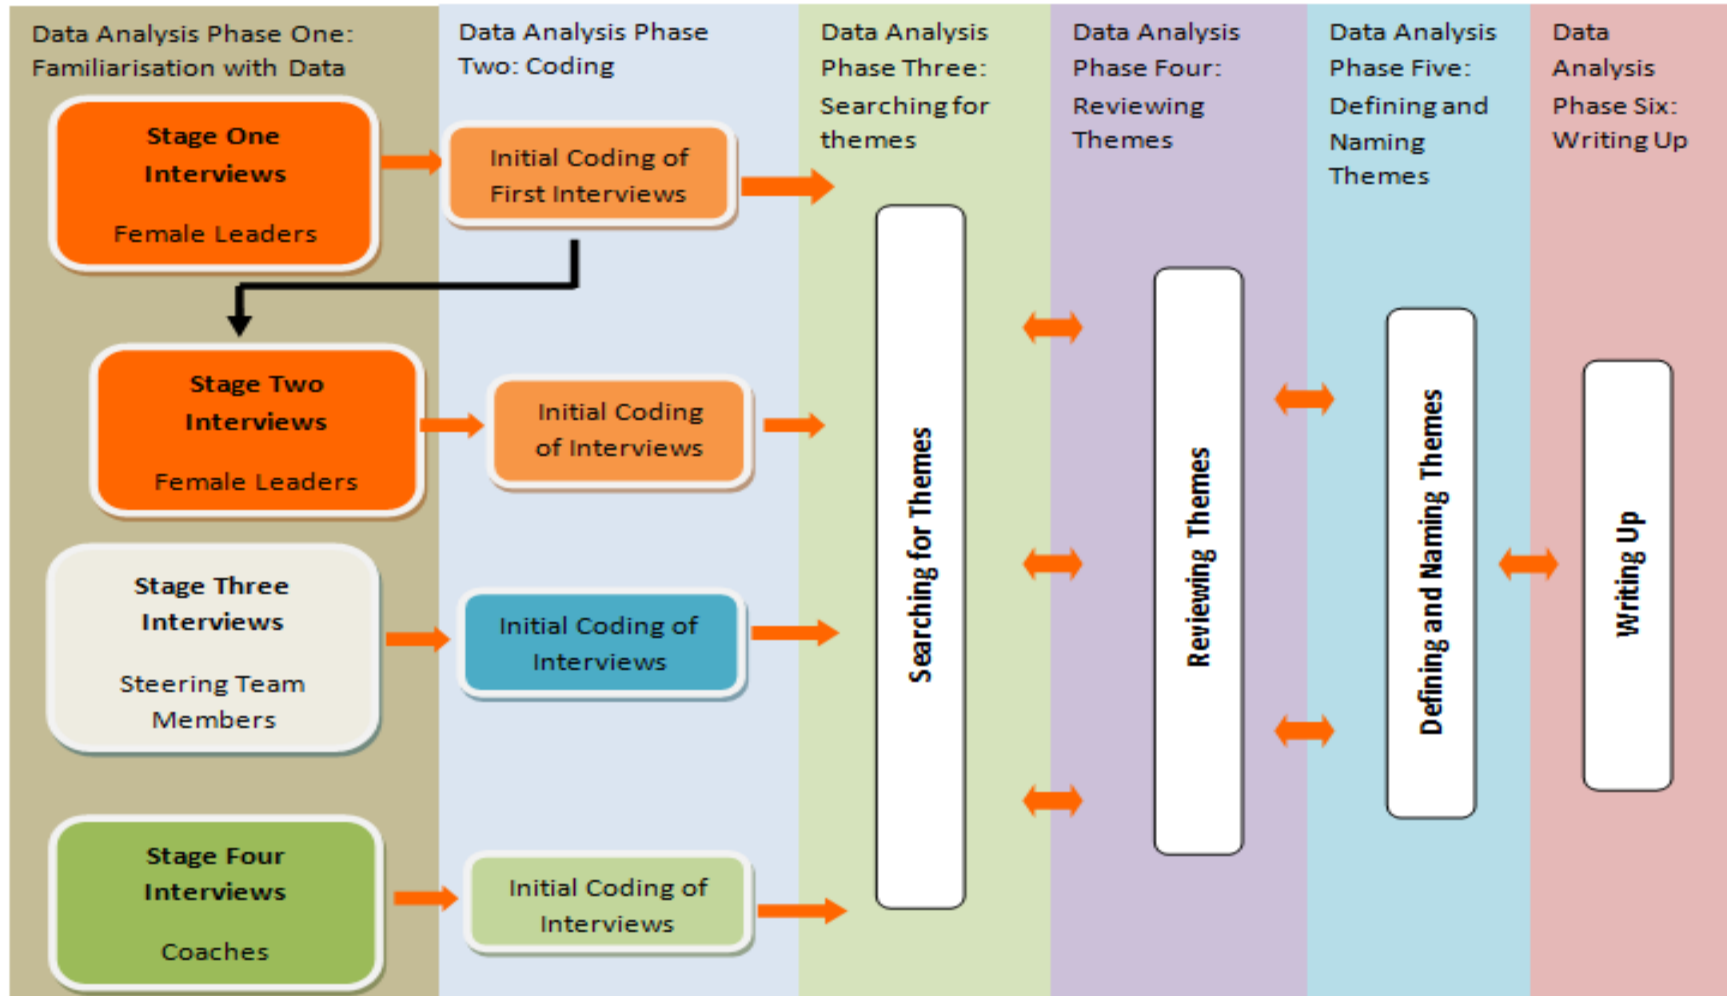 Data Analysis Phase One:
Familiarisation with Data
Data Analysis Phase
Two: Coding
Data Analysis
Phase Three:
Searching for
themes
Data Analysis
Phase Four:
Reviewing
Themes
Data Analysis
Phase Five:
Defining and
Naming
Themes
Data
Analysis
Phase Six:
Writing Up
Stage One
Interviews
Female Leaders
Initial Coding of
First Interviews
Stage Two
Interviews
Female Leaders
Initial Coding
of Interviews
Stage Three
Interviews
Steering Team
Members
Initial Coding of
Interviews
Stage Four
Interviews
Coaches
Initial Coding of
Interviews
Searching for Themes
Reviewing Themes
Defining and Naming Themes
Writing Up